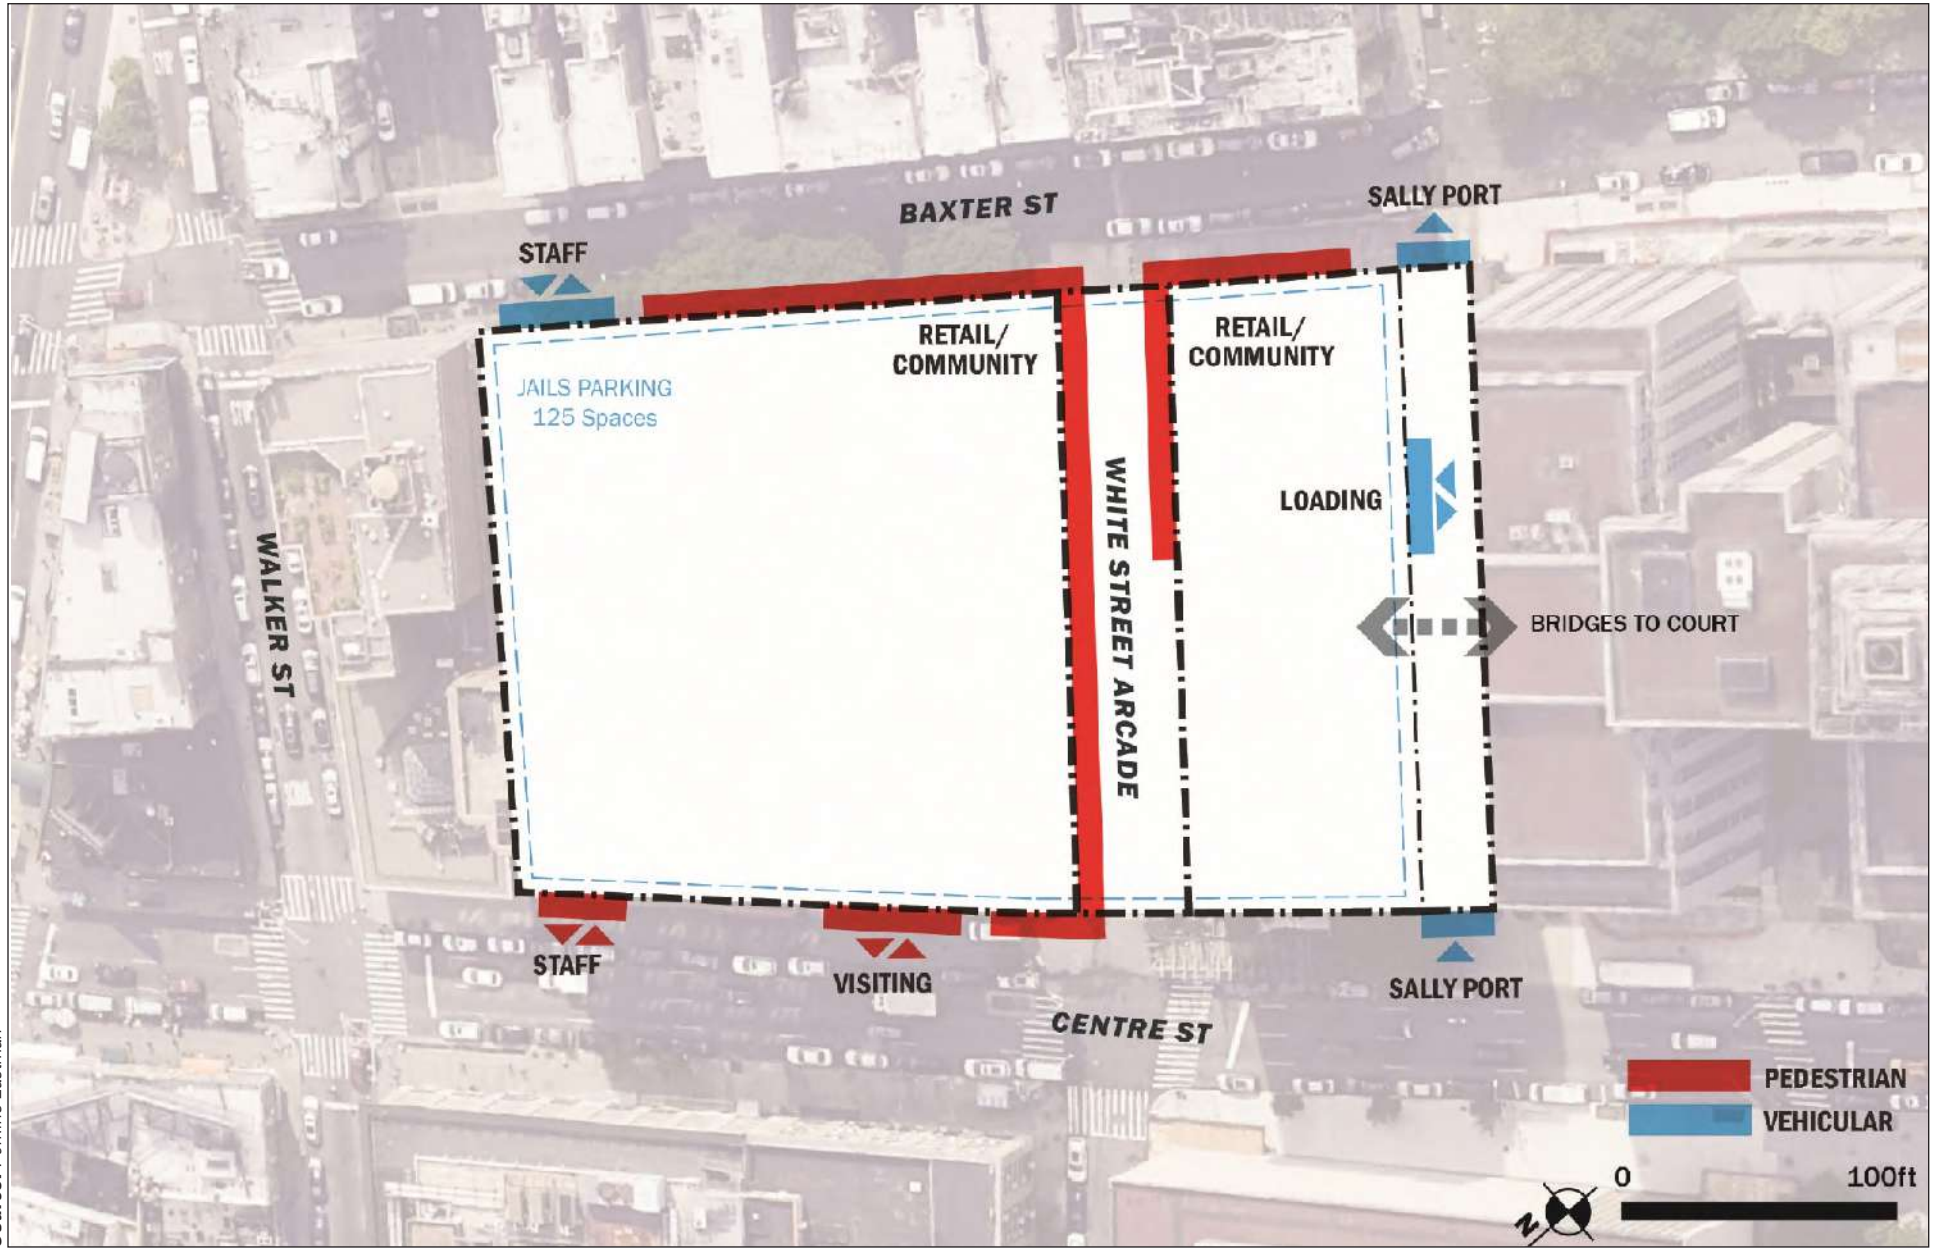 BAXTER ST
SALLY PORT
STAFF
RETAIL/
COMMUNITY
RETAIL/
COMMUNITY
JAILS PARKING
125 Spaces
LOADING
WHITE STREET ARCADE
WALKER ST
BRIDGES TO COURT
STAFF
VISITING
SALLY PORT
CENTRE ST
PEDESTRIAN
VEHICULAR
0 100ft
N